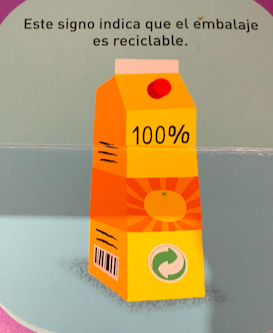 Este signo indica que el embalaje
es reciclable.
100%